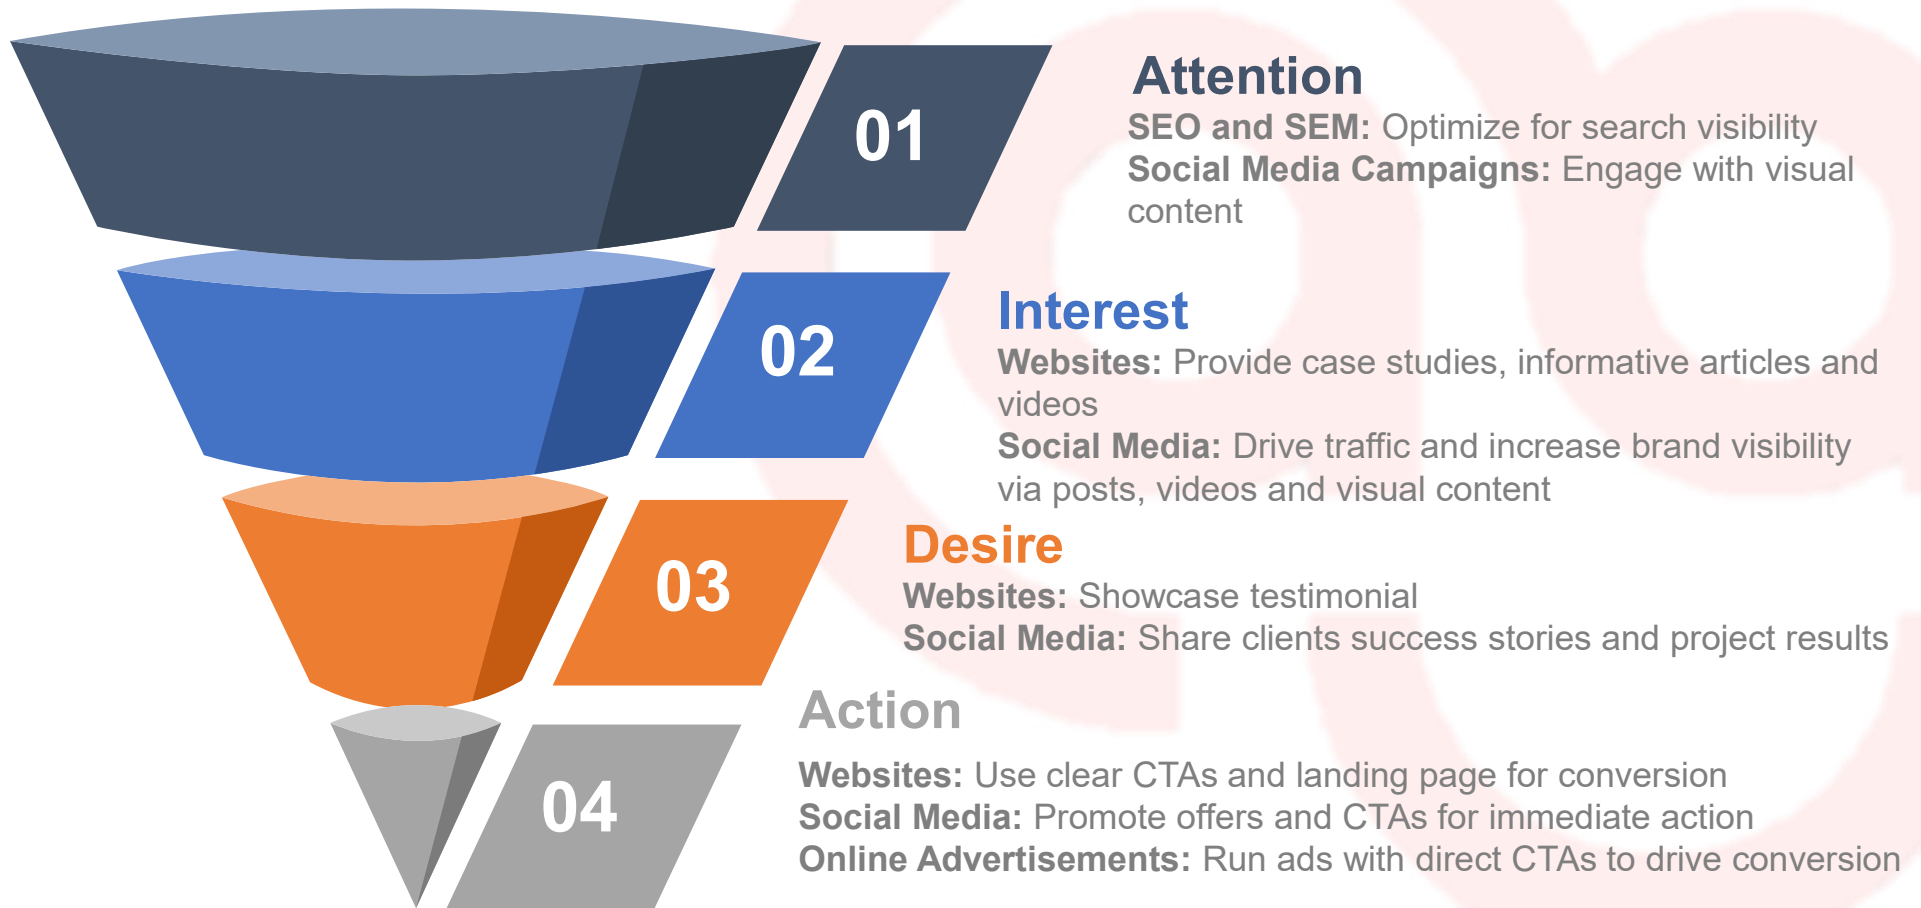 01
Attention
SEO and SEM: Optimize for search visibility
Social Media Campaigns: Engage with visual
content
02
Interest
Websites: Provide case studies, informative articles and
videos
Social Media: Drive traffic and increase brand visibility
via posts, videos and visual content
03
Desire
Websites: Showcase testimonial
Social Media: Share clients success stories and project results
04
Action
Websites: Use clear CTAs and landing page for conversion
Social Media: Promote offers and CTAs for immediate action
Online Advertisements: Run ads with direct CTAs to drive conversion